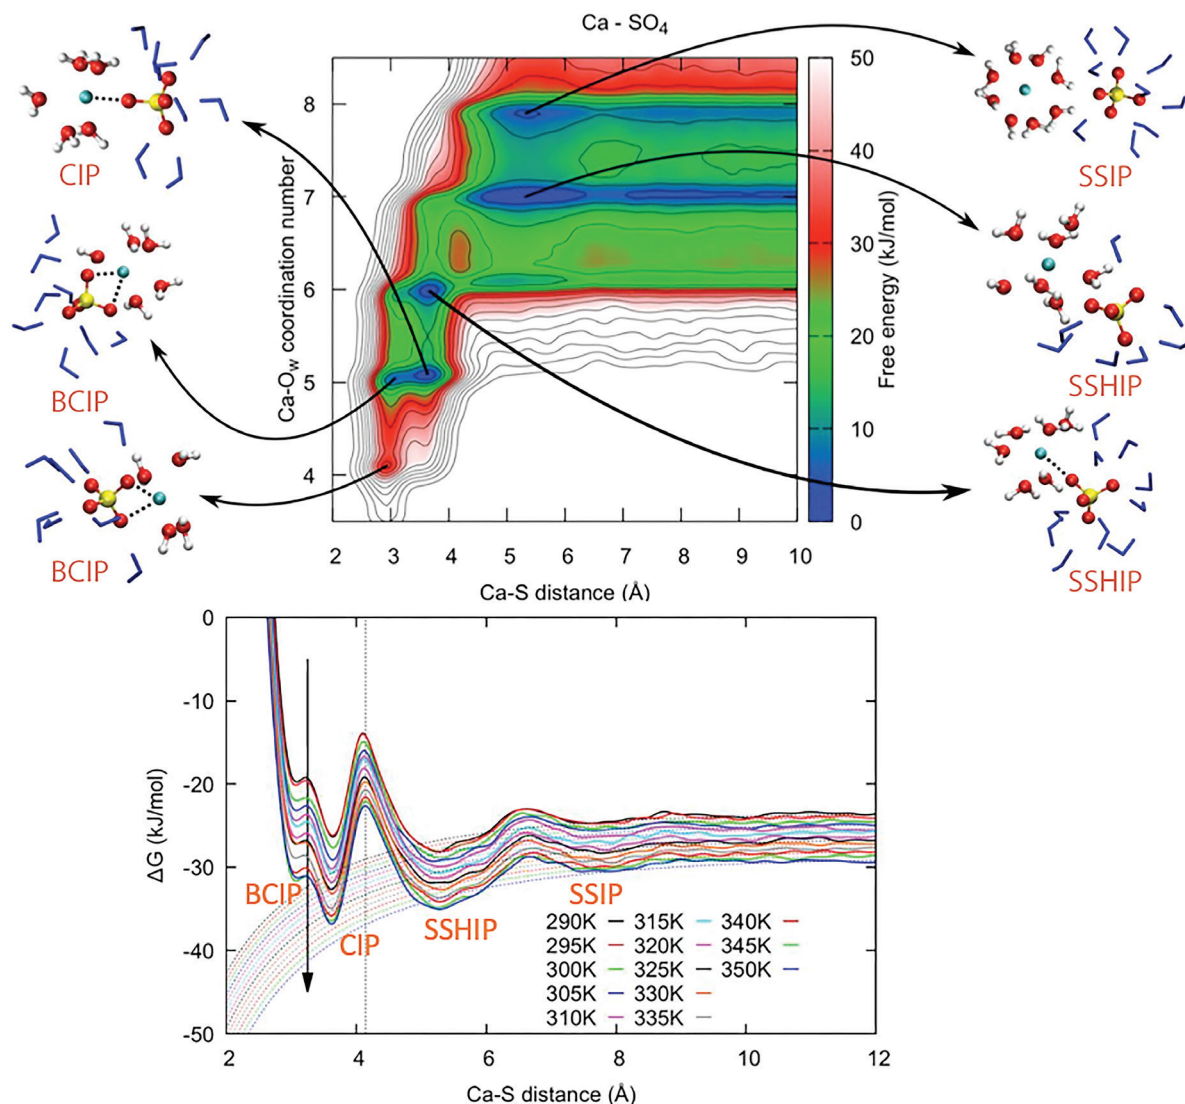 Ca - SO4
CIP
BCIP
BCIP
SSIP
SSHIP
SSHIP
Ca-Ow coordination number
8
7
6
5
4
2 3 4 5 6 7 8 9 10
Ca-S distance (Å)
50
40
30
20
10
0
Free energy (kJ/mol)
0
-10
-20
-30
-40
-50
ΔG (kJ/mol)
BCIP
CIP
SSHIP
SSIP
290K 315K 340K
295K 320K 345K
300K 325K 350K
305K 330K
310K 335K
2 4 6 8 10 12
Ca-S distance (Å)